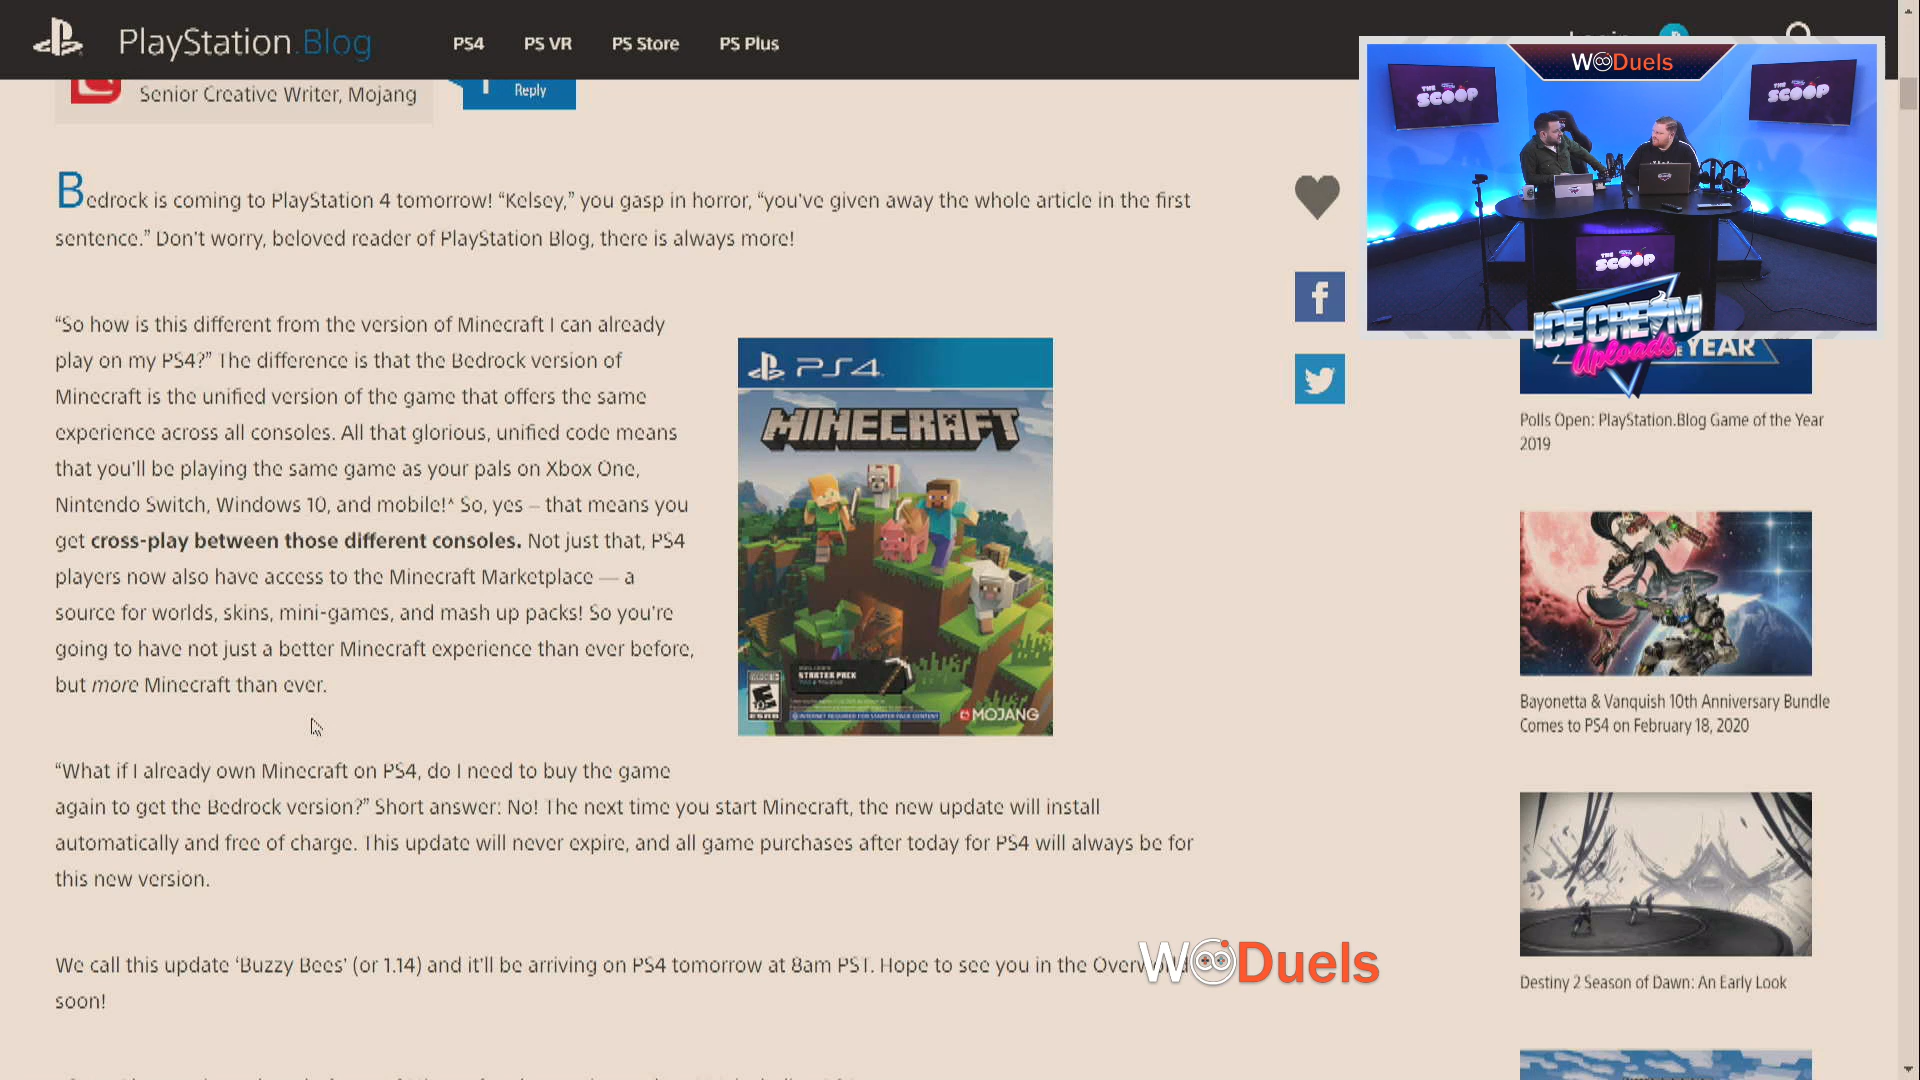 PlayStation.Blog
PS4
PS VR
PS Store
PS Plus
Senior Creative Writer, Mojang
Reply
WDuels
THE SCOOP
THE SCOOP
THE SCOOP
ICE CREAM
Uploads
YEAR
Bedrock is coming to PlayStation 4 tomorrow! “Kelsey,” you gasp in horror, “you’ve given away the whole article in the first
sentence.” Don’t worry, beloved reader of PlayStation Blog, there is always more!
“So how is this different from the version of Minecraft I can already
play on my PS4?” The difference is that the Bedrock version of
Minecraft is the unified version of the game that offers the same
experience across all consoles. All that glorious, unified code means
that you’ll be playing the same game as your pals on Xbox One,
Nintendo Switch, Windows 10, and mobile!* So, yes – that means you
get cross-play between those different consoles. Not just that, PS4
players now also have access to the Minecraft Marketplace — a
source for worlds, skins, mini-games, and mash up packs! So you’re
going to have not just a better Minecraft experience than ever before,
but more Minecraft than ever.
PS4
MINECRAFT
STARTER PACK
INTERNET REQUIRED FOR STARTER PACK CONTENT
E
ESRB
MOJANG
“What if I already own Minecraft on PS4, do I need to buy the game
again to get the Bedrock version?” Short answer: No! The next time you start Minecraft, the new update will install
automatically and free of charge. This update will never expire, and all game purchases after today for PS4 will always be for
this new version.
We call this update ‘Buzzy Bees’ (or 1.14) and it’ll be arriving on PS4 tomorrow at 8am PST. Hope to see you in the
soon!
WDuels
Polls Open: PlayStation.Blog Game of the Year
2019
Bayonetta & Vanquish 10th Anniversary Bundle
Comes to PS4 on February 18, 2020
Destiny 2 Season of Dawn: An Early Look